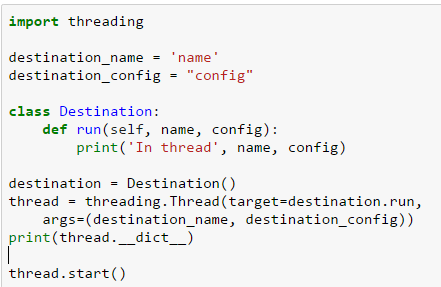 import threading
destination_name = 'name'
destination_config = "config"
class Destination:
    def run(self, name, config):
        print('In thread', name, config)
destination = Destination()
thread = threading.Thread(target=destination.run,
    args=(destination_name, destination_config))
print(thread.__dict__)
thread.start()